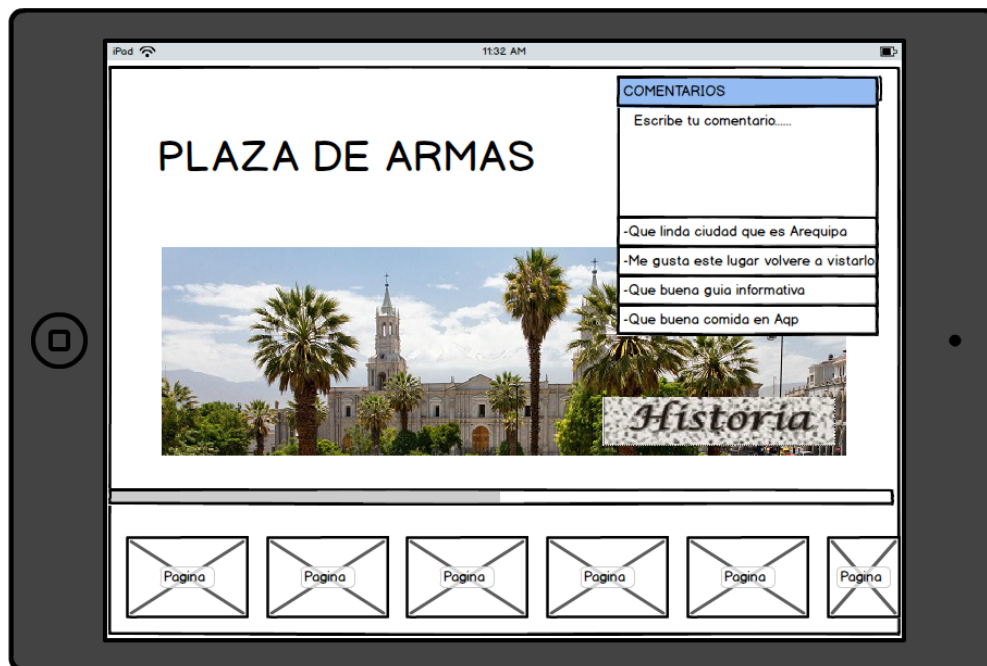 iPad
11:32 AM
COMENTARIOS
Escribe tu comentario......
PLAZA DE ARMAS
-Que linda ciudad que es Arequipa
-Me gusta este lugar volvere a vistarlo
-Que buena guia informativa
-Que buena comida en Aqp
Historia
Pagina
Pagina
Pagina
Pagina
Pagina
Pagina